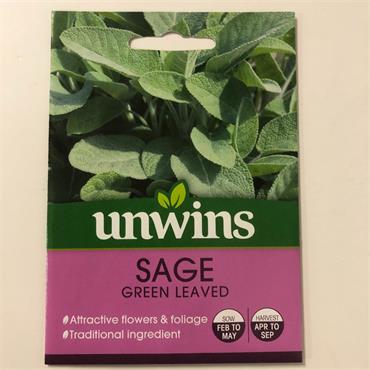 unwins
SAGE
GREEN LEAVED
Attractive flowers & foliage
Traditional ingredient
SOW
FEB TO
MAY
HARVEST
APR TO
SEP